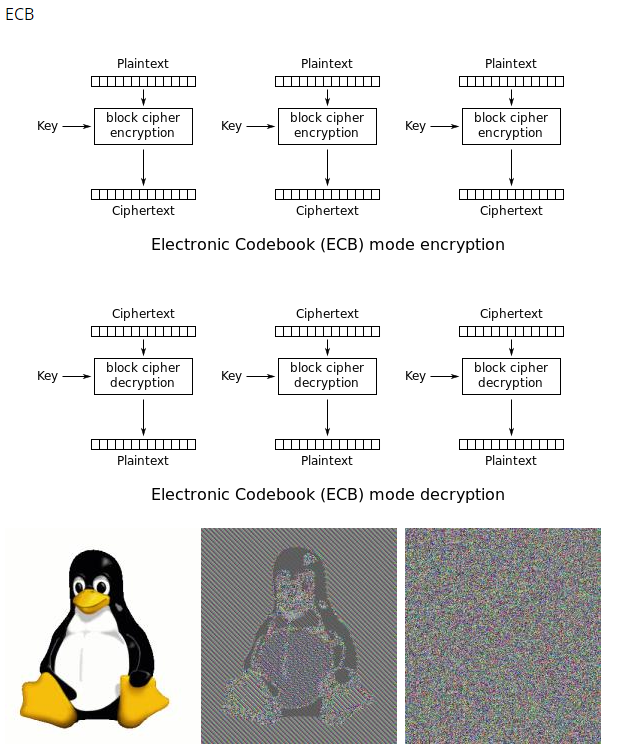 ECB
Plaintext Plaintext Plaintext
Key block cipher encryption Key block cipher encryption Key block cipher encryption
Ciphertext Ciphertext Ciphertext
Electronic Codebook (ECB) mode encryption
Ciphertext Ciphertext Ciphertext
Key block cipher decryption Key block cipher decryption Key block cipher decryption
Plaintext Plaintext Plaintext
Electronic Codebook (ECB) mode decryption